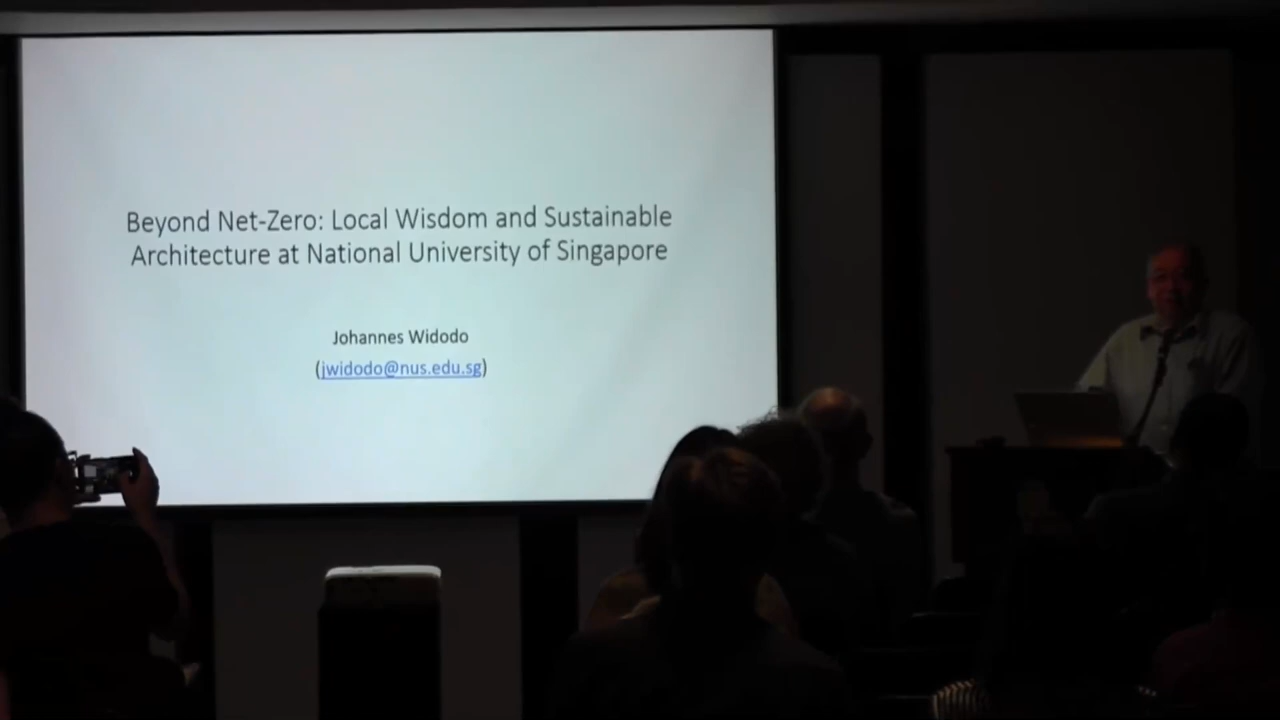 Beyond Net-Zero: Local Wisdom and Sustainable
Architecture at National University of Singapore
Johannes Widodo
(jwidodo@nus.edu.sg)